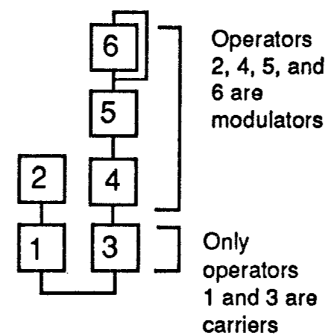 6
5
2 4
1 3
Operators
2, 4, 5, and
6 are
modulators
Only
operators
1 and 3 are
carriers